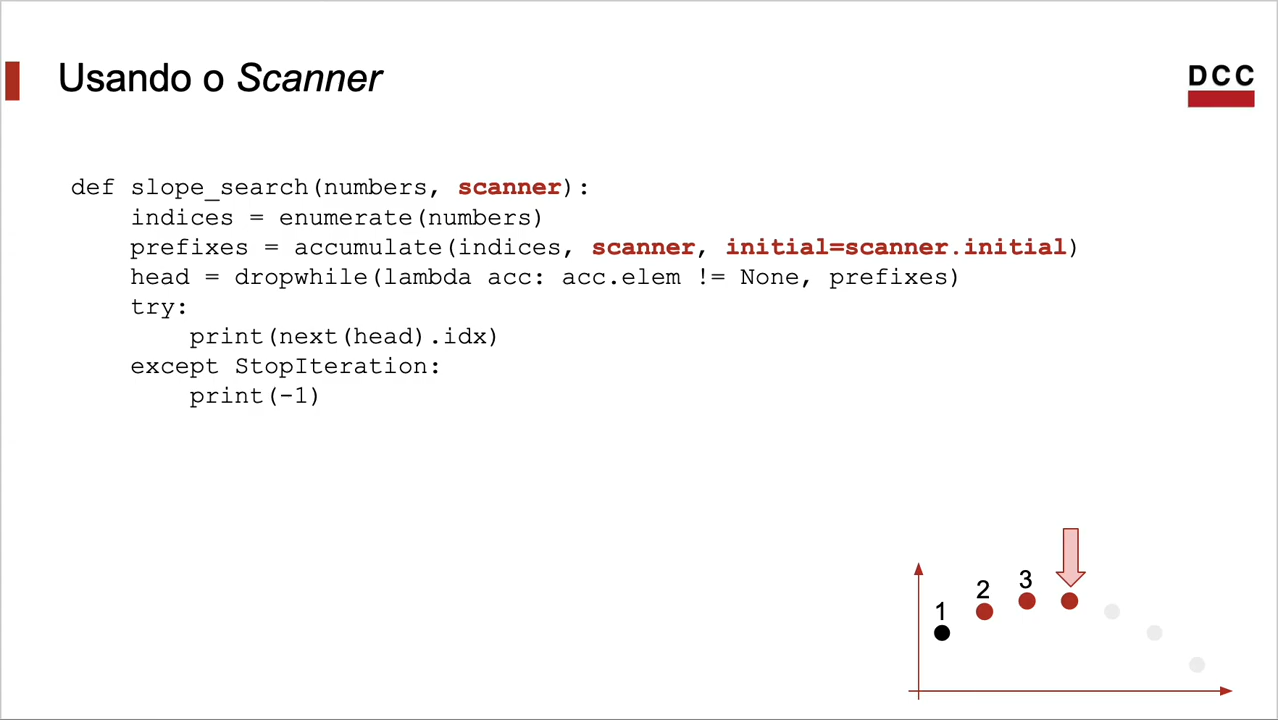 Usando o Scanner
DCC
def slope_search(numbers, scanner):
    indices = enumerate(numbers)
    prefixes = accumulate(indices, scanner, initial=scanner.initial)
    head = dropwhile(lambda acc: acc.elem != None, prefixes)
    try:
        print(next(head).idx)
    except StopIteration:
        print(-1)
1
2
3